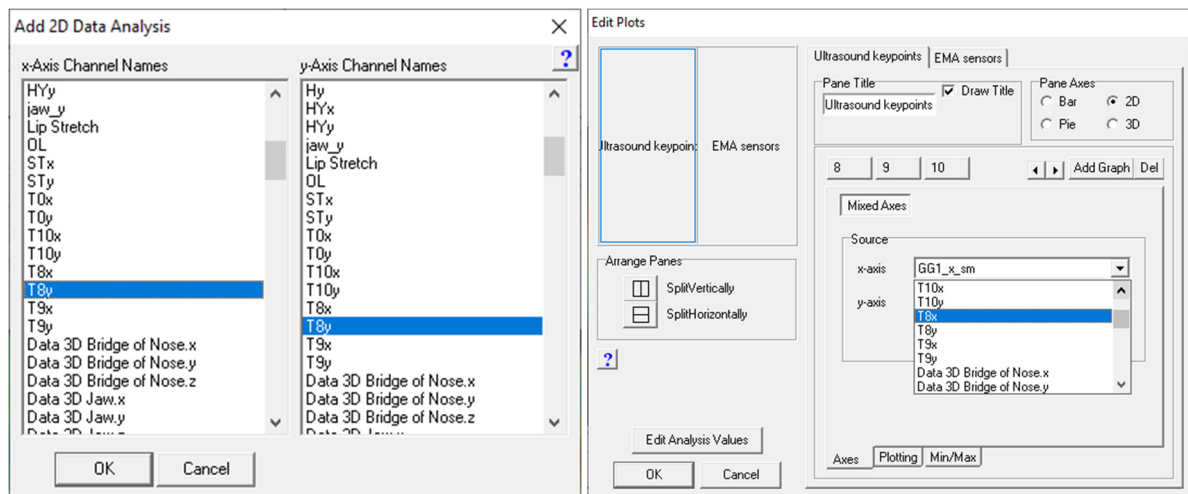 Add 2D Data Analysis
x-Axis Channel Names
HYy
jaw_y
Lip Stretch
OL
STx
STy
T0x
T0y
T10x
T10y
T8x
T8y
T9x
T9y
Data 3D Bridge of Nose.x
Data 3D Bridge of Nose.y
Data 3D Bridge of Nose.z
Data 3D Jaw.x
Data 3D Jaw.y
y-Axis Channel Names
?
Hy
HYx
HYy
jaw_y
Lip Stretch
OL
STx
STy
T0x
T0y
T10x
T10y
T8x
T8y
T9x
T9y
Data 3D Bridge of Nose.x
Data 3D Bridge of Nose.y
Data 3D Bridge of Nose.z
OK
Cancel
Edit Plots
Ultrasound keypoint
EMA sensors
Arrange Panes
SplitVertically
SplitHorizontally
?
Edit Analysis Values
OK
Cancel
Ultrasound keypoints
EMA sensors
Pane Title
Ultrasound keypoints
Draw Title
Pane Axes
Bar
2D
Pie
3D
8
9
10
Add Graph
Del
Mixed Axes
Source
x-axis
GG1_x_sm
y-axis
T10x
T10y
T8x
T8y
T9x
T9y
Data 3D Bridge of Nose.x
Data 3D Bridge of Nose.y
Axes
Plotting
Min/Max